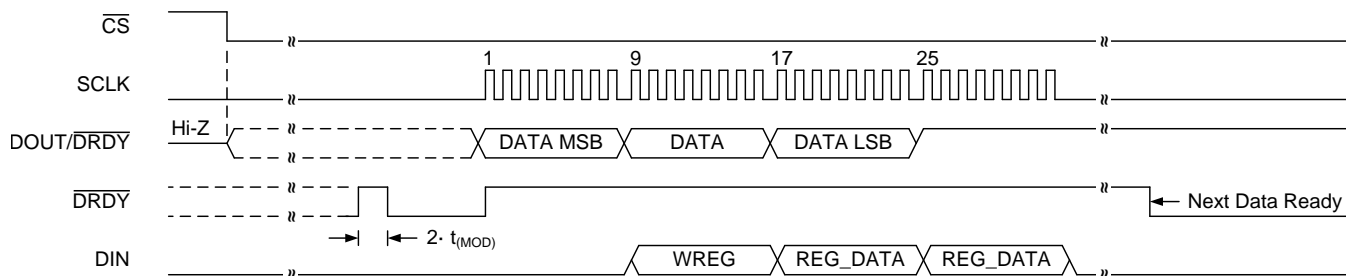 CS
SCLK 1 9 17 25
Hi-Z
DOUT/DRDY DATA MSB DATA DATA LSB
DRDY Next Data Ready
2· t(MOD)
DIN WREG REG_DATA REG_DATA